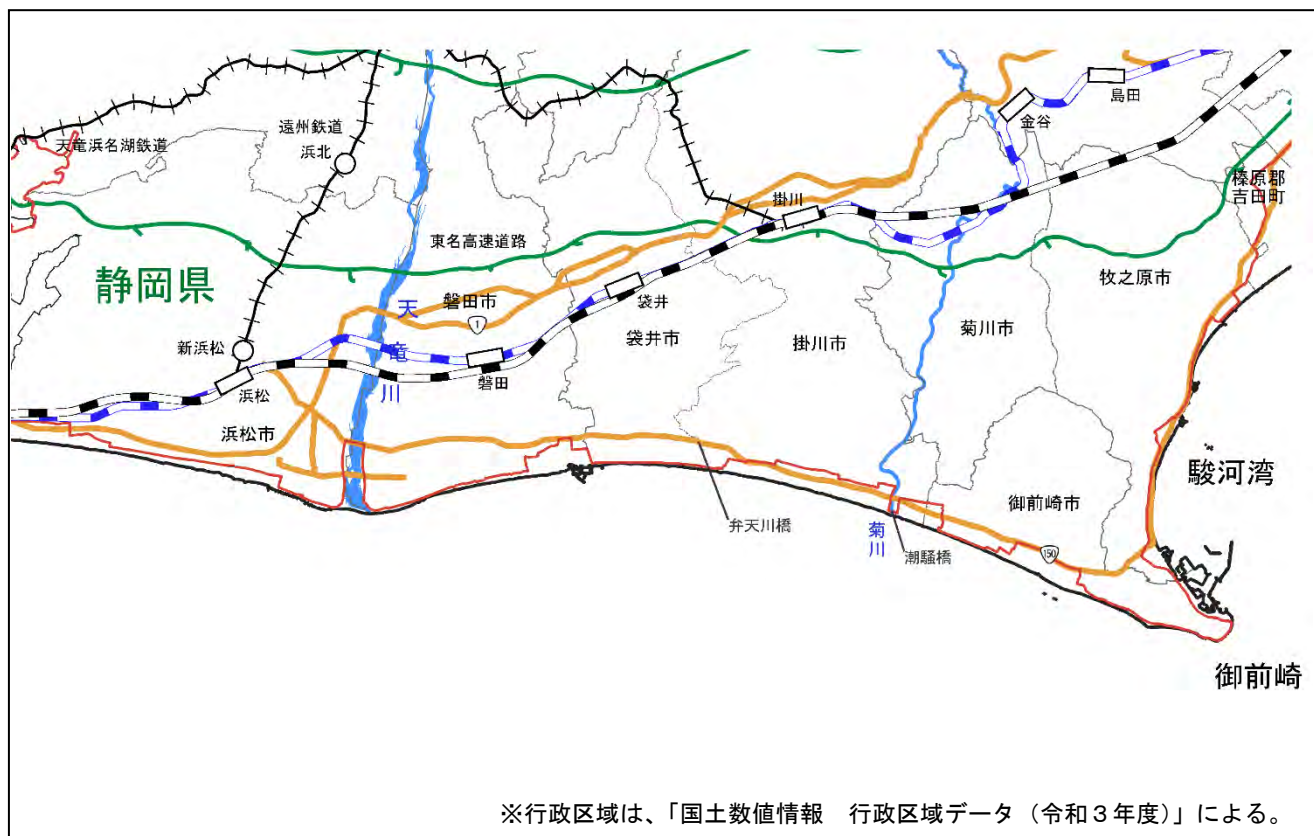 島田
金谷
遠州鉄道
浜北
天竜浜名湖鉄道
榛原郡
吉田町
掛川
東名高速道路
静岡県
牧之原市
天
竜
川
磐田市
1
袋井
袋井市
掛川市
菊川市
新浜松
磐田
浜松
浜松市
駿河湾
御前崎市
弁天川橋
菊
川
潮騒橋
150
御前崎
※行政区域は、「国土数値情報　行政区域データ（令和３年度）」による。